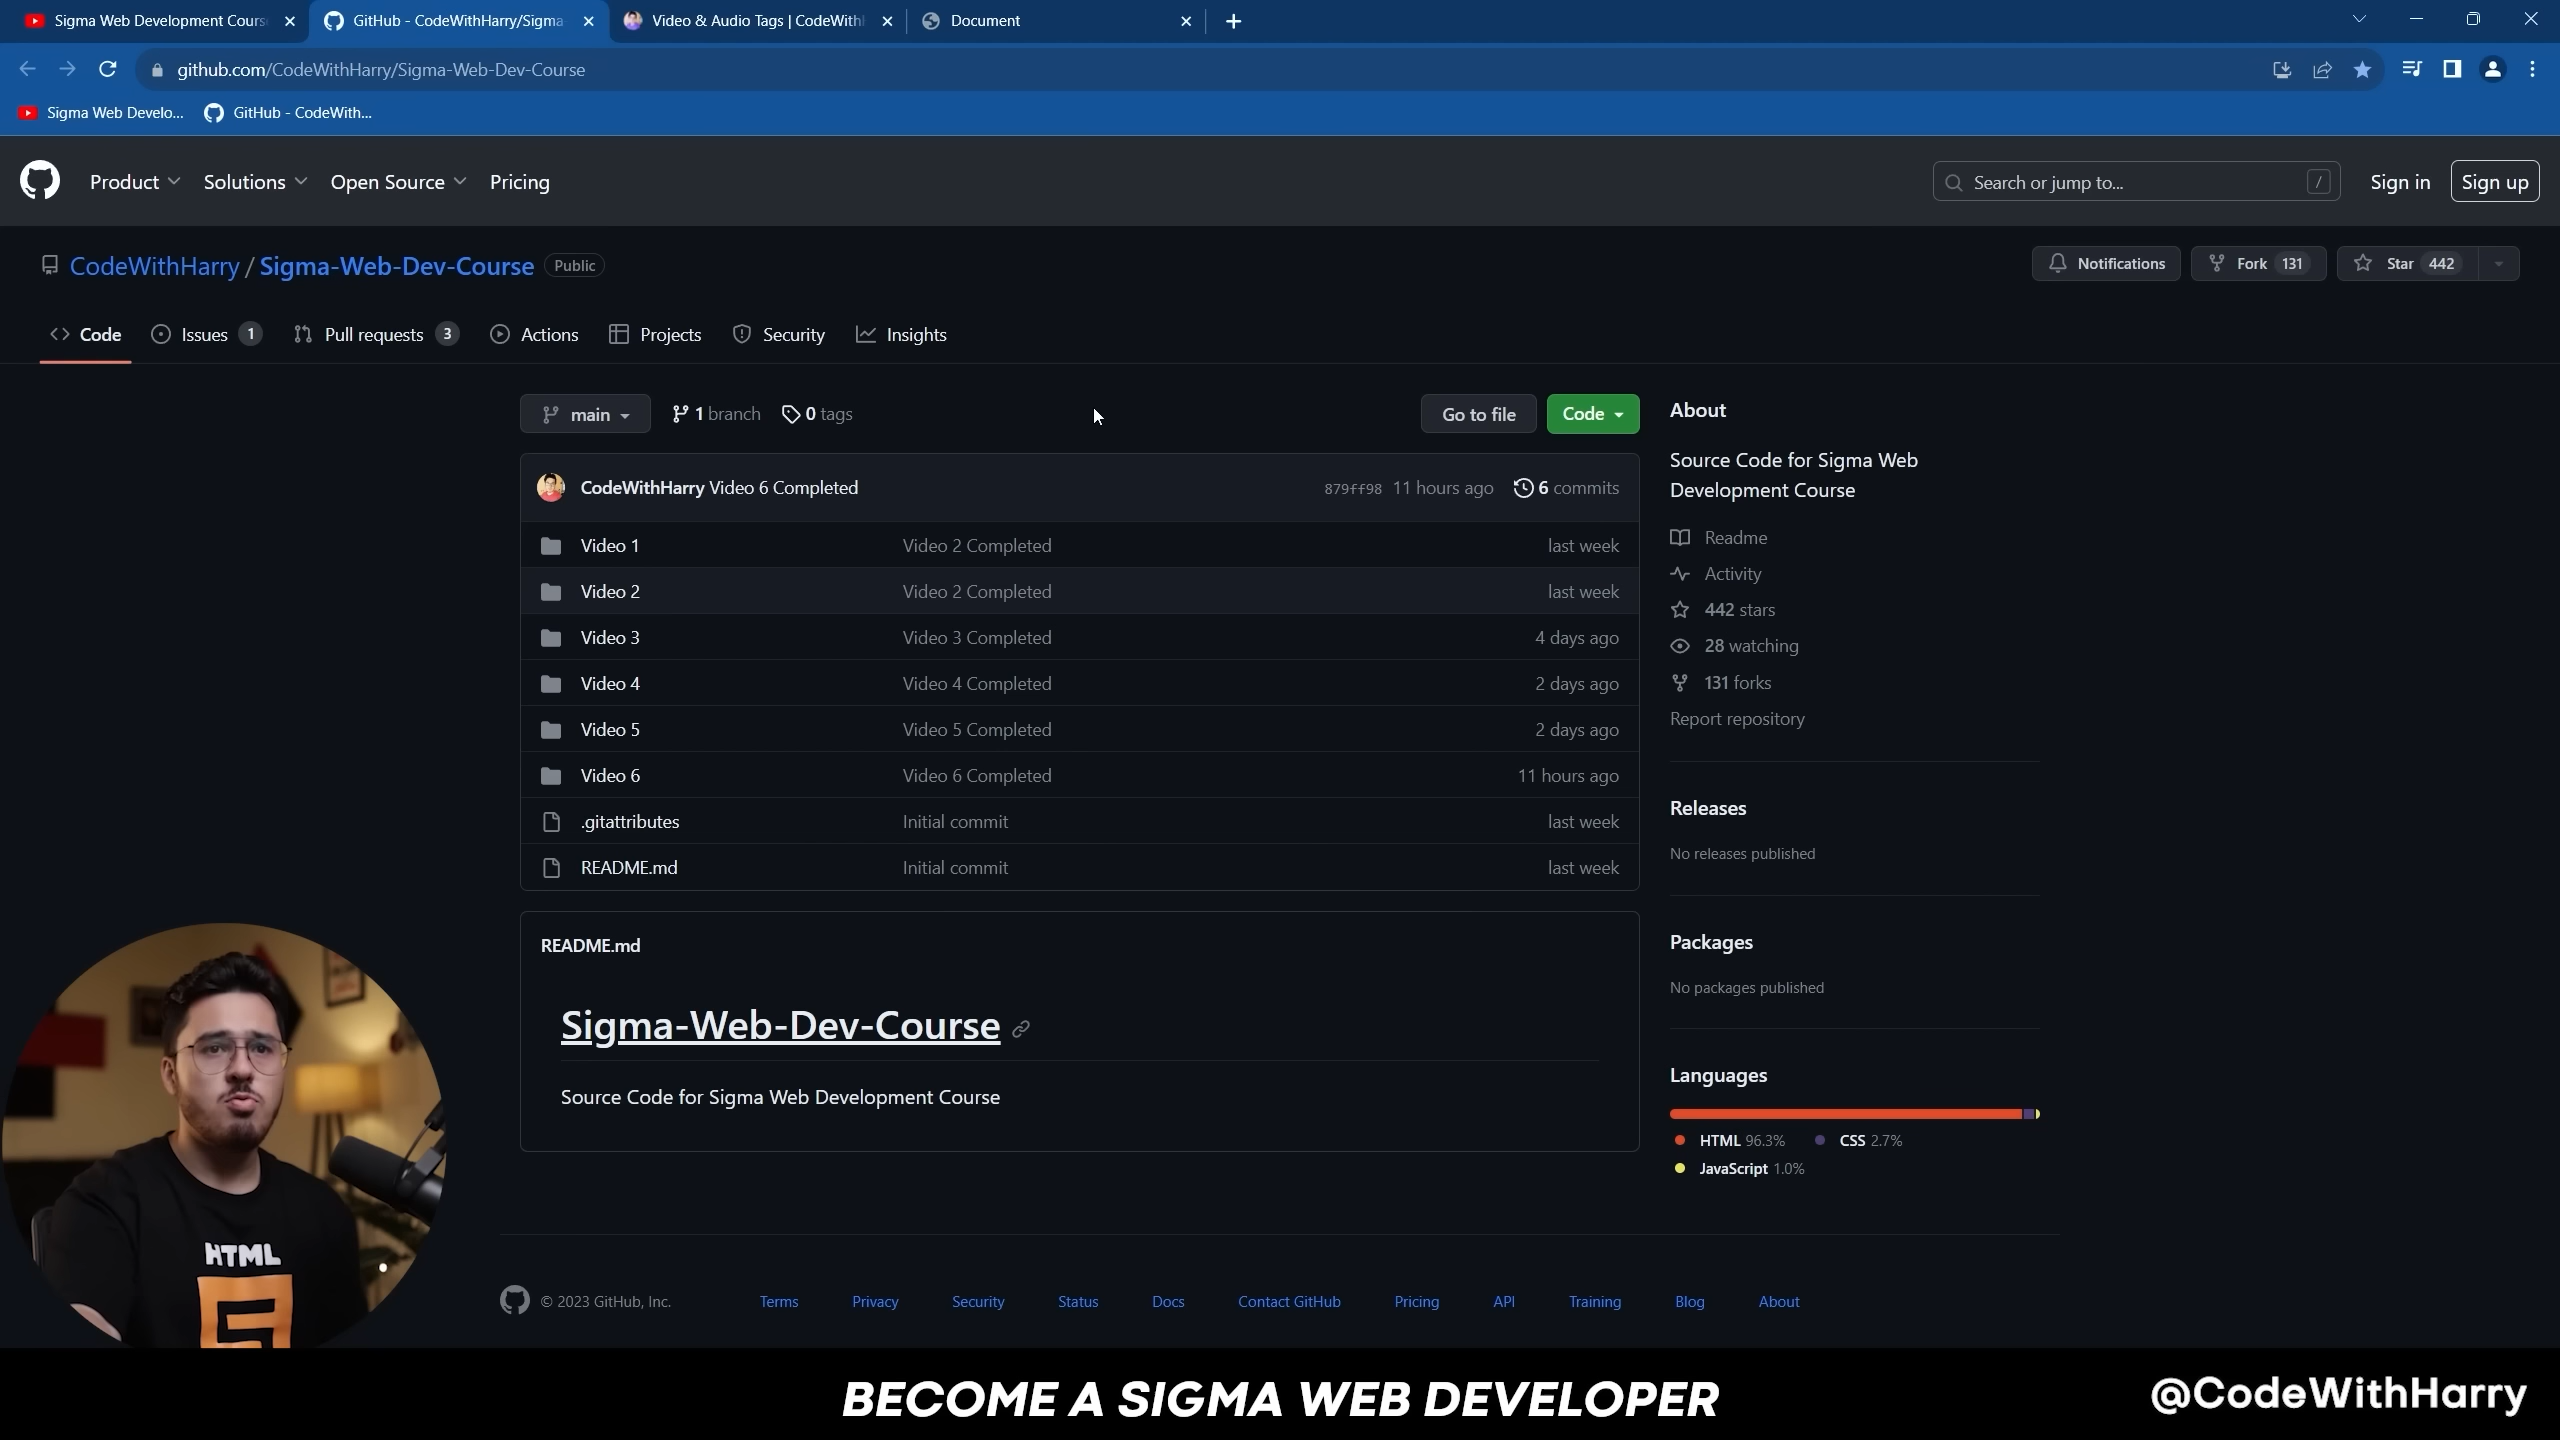 Sigma Web Development Cours
GitHub - CodeWithHarry/Sigma
Video & Audio Tags | CodeWithH
Document
github.com/CodeWithHarry/Sigma-Web-Dev-Course
Sigma Web Develo...
GitHub - CodeWith...
Product
Solutions
Open Source
Pricing
Search or jump to...
/
Sign in
Sign up
CodeWithHarry / Sigma-Web-Dev-Course
Public
Notifications
Fork 131
Star 442
Code
Issues 1
Pull requests 3
Actions
Projects
Security
Insights
main
1 branch
0 tags
Go to file
Code
CodeWithHarry Video 6 Completed
879ff98 11 hours ago
6 commits
Video 1 Video 2 Completed last week
Video 2 Video 2 Completed last week
Video 3 Video 3 Completed 4 days ago
Video 4 Video 4 Completed 2 days ago
Video 5 Video 5 Completed 2 days ago
Video 6 Video 6 Completed 11 hours ago
.gitattributes Initial commit last week
README.md Initial commit last week
README.md
Sigma-Web-Dev-Course
Source Code for Sigma Web Development Course
About
Source Code for Sigma Web
Development Course
Readme
Activity
442 stars
28 watching
131 forks
Report repository
Releases
No releases published
Packages
No packages published
Languages
HTML 96.3% CSS 2.7%
JavaScript 1.0%
HTML
5
© 2023 GitHub, Inc.
Terms
Privacy
Security
Status
Docs
Contact GitHub
Pricing
API
Training
Blog
About
BECOME A SIGMA WEB DEVELOPER
@CodeWithHarry